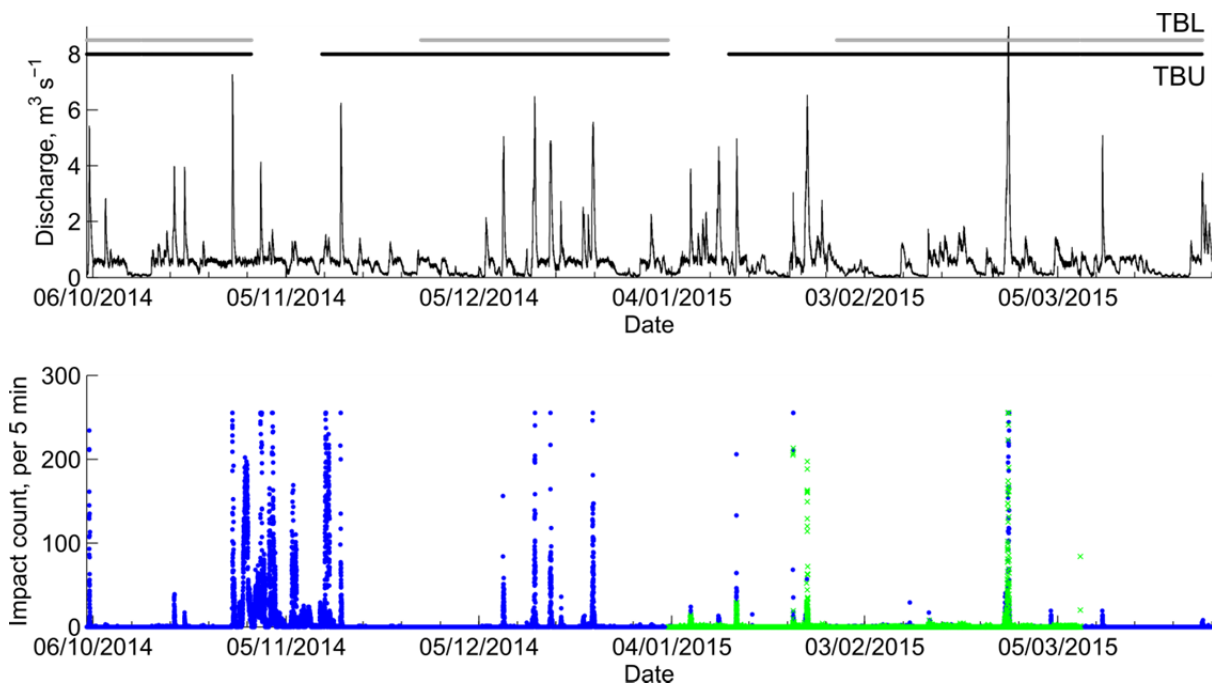 TBL
TBU
Discharge, m³ s⁻¹
8
6
4
2
0
06/10/2014 05/11/2014 05/12/2014 04/01/2015 03/02/2015 05/03/2015
Date
Impact count, per 5 min
300
200
100
0
06/10/2014 05/11/2014 05/12/2014 04/01/2015 03/02/2015 05/03/2015
Date